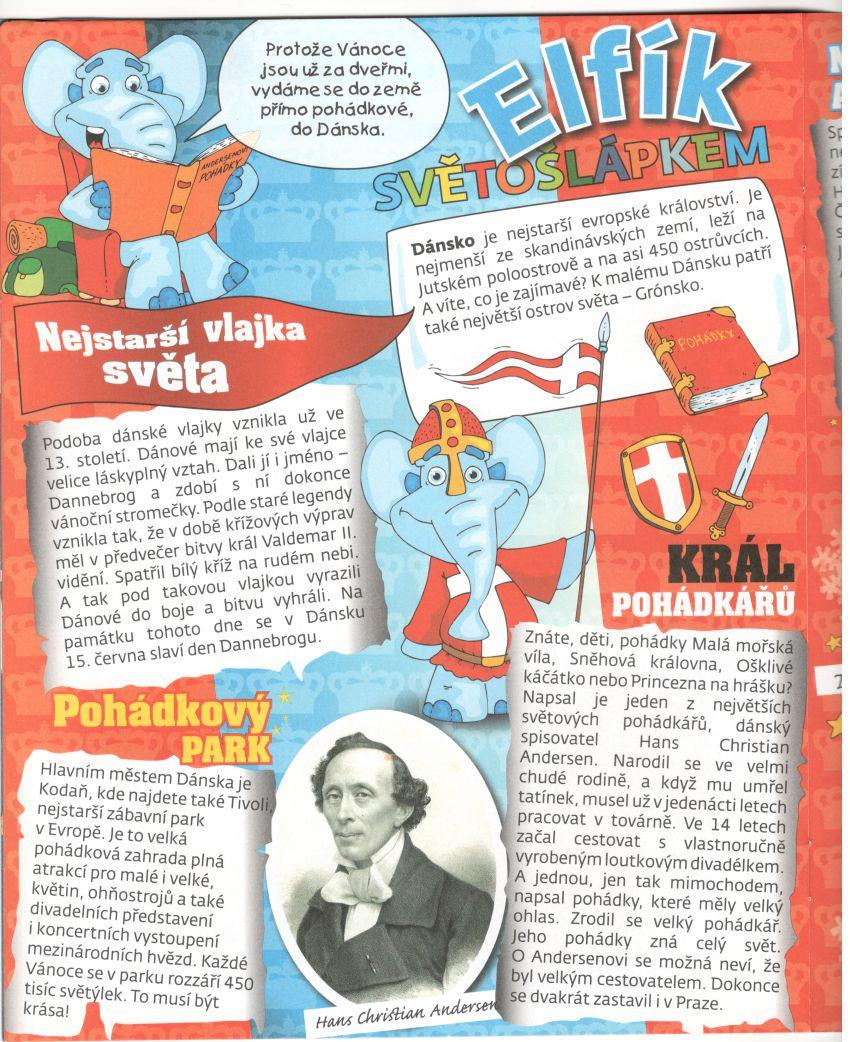 Protože Vánoce
jsou už za dveřmi,
vydáme se do země
přímo pohádkové,
do Dánska.
Elfík
SVĚTOŠLÁPKEM
ANDERSENOVI
POHÁDKY
Dánsko je nejstarší evropské království. Je
nejmenší ze skandinávských zemí, leží na
Jutském poloostrově a na asi 450 ostrůvcích.
A víte, co je zajímavé? K malému Dánsku patří
také největší ostrov světa – Grónsko.
POHÁDKY
Nejstarší vlajka
světa
Podoba dánské vlajky vznikla už ve
13. století. Dánové mají ke své vlajce
velice láskyplný vztah. Dali jí i jméno –
Dannebrog a zdobí s ní dokonce
vánoční stromečky. Podle staré legendy
vznikla tak, že v době křížových výprav
měl v předvečer bitvy král Valdemar II.
vidění. Spatřil bílý kříž na rudém nebi.
A tak pod takovou vlajkou vyrazili
Dánové do boje a bitvu vyhráli. Na
památku tohoto dne se v Dánsku
15. června slaví den Dannebrogu.
KRÁL
POHÁDKÁŘŮ
Znáte, děti, pohádky Malá mořská
víla, Sněhová královna, Ošklivé
káčátko nebo Princezna na hrášku?
Napsal je jeden z největších
světových pohádkářů, dánský
spisovatel Hans Christian
Andersen. Narodil se ve velmi
chudé rodině, a když mu umřel
tatínek, musel už v jedenácti letech
pracovat v továrně. Ve 14 letech
začal cestovat s vlastnoručně
vyrobeným loutkovým divadélkem.
A jednou, jen tak mimochodem,
napsal pohádky, které měly velký
ohlas. Zrodil se velký pohádkář.
Jeho pohádky zná celý svět.
O Andersenovi se možná neví, že
byl velkým cestovatelem. Dokonce
se dvakrát zastavil i v Praze.
Pohádkový
PARK
Hlavním městem Dánska je
Kodaň, kde najdete také Tivoli,
nejstarší zábavní park
v Evropě. Je to velká
pohádková zahrada plná
atrakcí pro malé i velké,
květin, ohňostrojů a také
divadelních představení
i koncertních vystoupení
mezinárodních hvězd. Každé
Vánoce se v parku rozzáří 450
tisíc světýlek. To musí být
krása!
Hans Christian Andersen